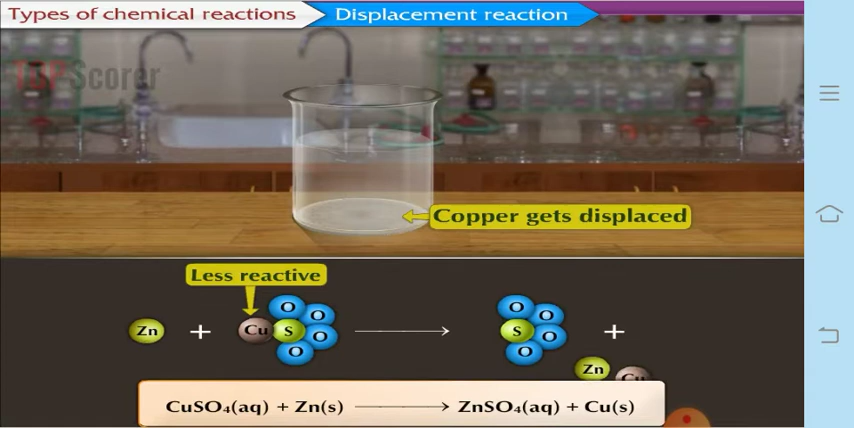 Types of chemical reactions
Displacement reaction
TOPScorer
Copper gets displaced
Less reactive
Zn + Cu S O O O O
S O O O O +
Zn Cu
CuSO₄(aq) + Zn(s) ⟶ ZnSO₄(aq) + Cu(s)